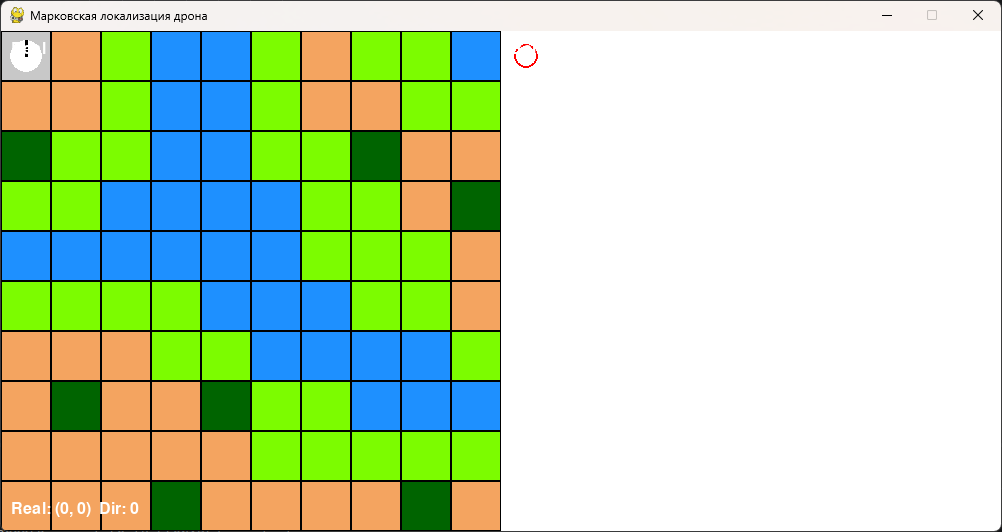 Марковская локализация дрона
Real: (0, 0) Dir: 0